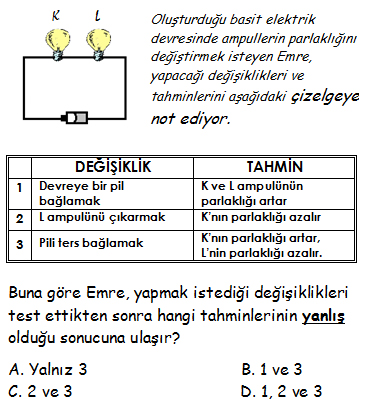 K L
Oluşturduğu basit elektrik
devresinde ampullerin parlaklığını
değiştirmek isteyen Emre,
yapacağı değişiklikleri ve
tahminlerini aşağıdaki çizelgeye
not ediyor.
DEĞİŞİKLİK TAHMİN
1 Devreye bir pil bağlamak K ve L ampulünün parlaklığı artar
2 L ampulünü çıkarmak K'nın parlaklığı azalır
3 Pili ters bağlamak K'nın parlaklığı artar, L'nin parlaklığı azalır.
Buna göre Emre, yapmak istediği değişiklikleri
test ettikten sonra hangi tahminlerinin yanlış
olduğu sonucuna ulaşır?
A. Yalnız 3 B. 1 ve 3
C. 2 ve 3 D. 1, 2 ve 3